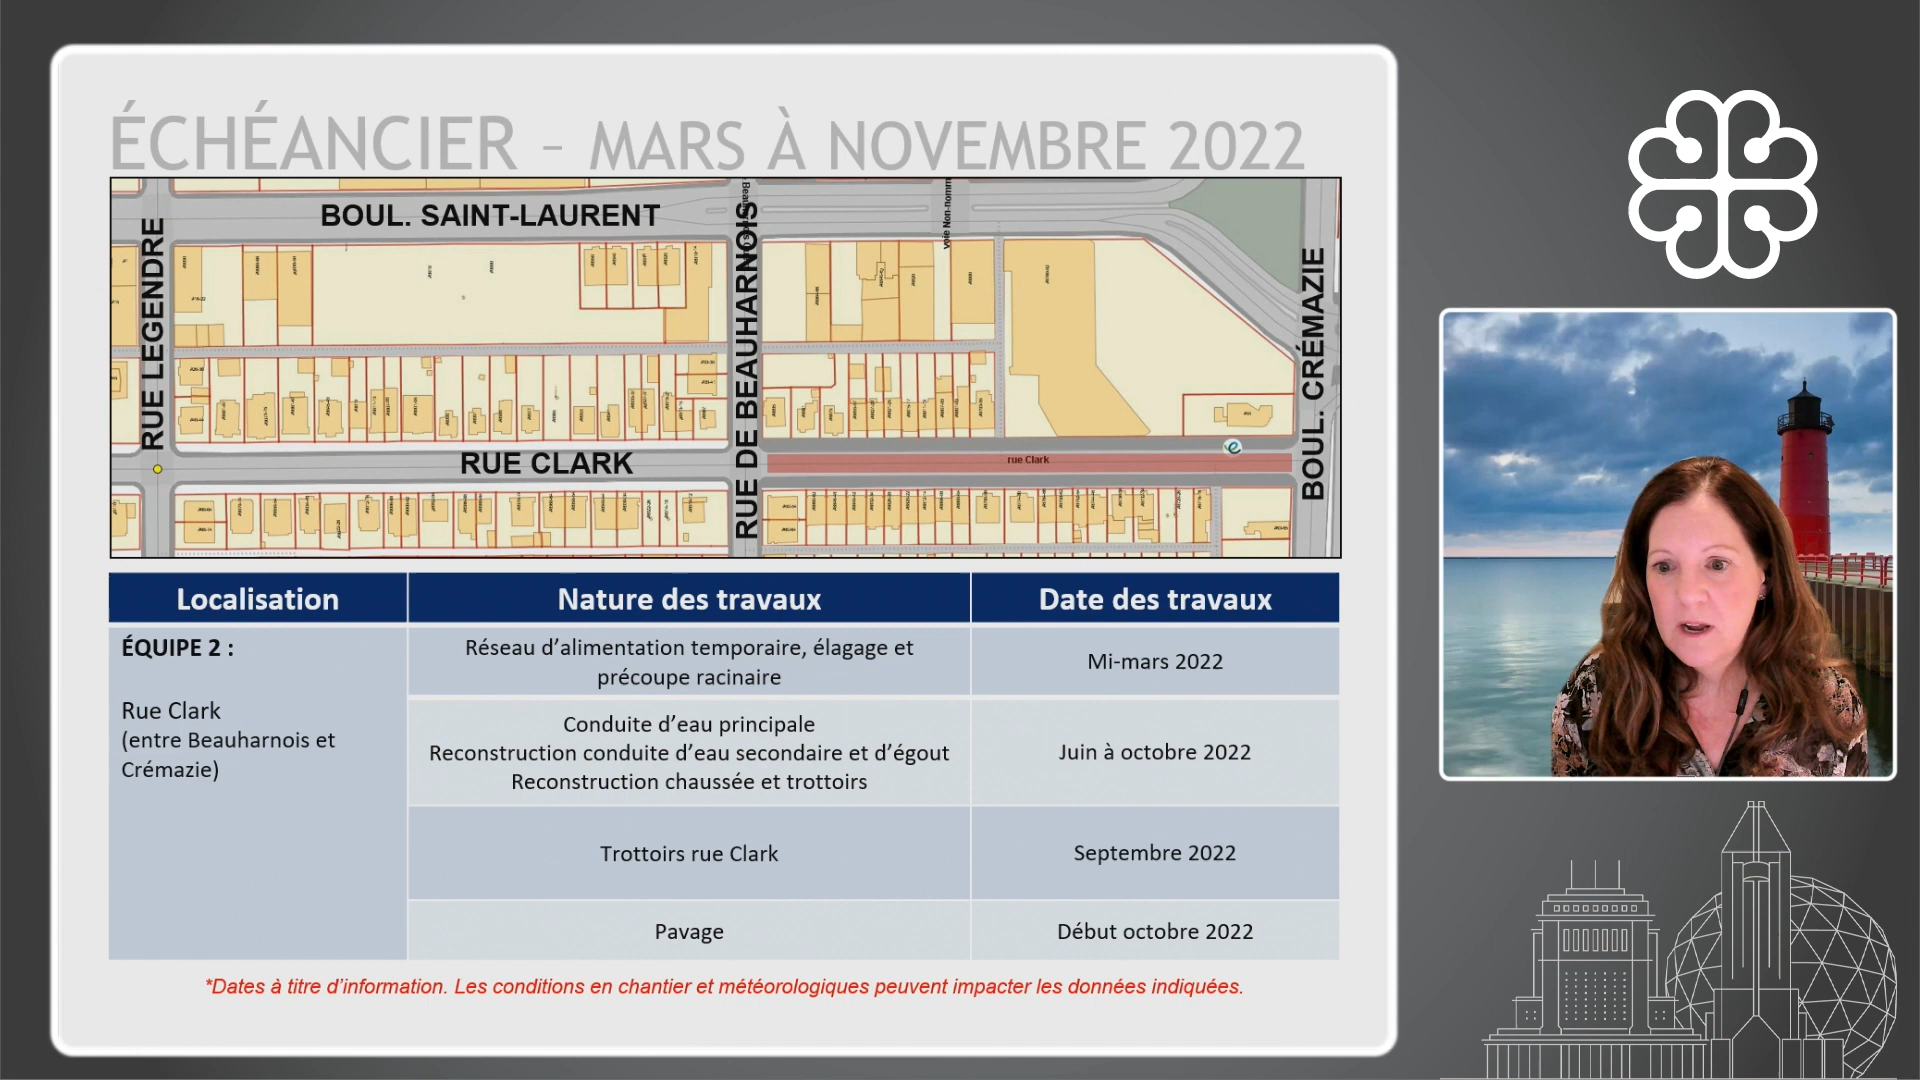 ÉCHÉANCIER – MARS À NOVEMBRE 2022
BOUL. SAINT-LAURENT
RUE LEGENDRE
RUE DE BEAUHARNOIS
voie Non-nomm
BOUL. CRÉMAZIE
RUE CLARK
rue Clark
Localisation
Nature des travaux
Date des travaux
ÉQUIPE 2 :
Rue Clark
(entre Beauharnois et
Crémazie)
Réseau d’alimentation temporaire, élagage et
précoupe racinaire
Mi-mars 2022
Conduite d’eau principale
Reconstruction conduite d’eau secondaire et d’égout
Reconstruction chaussée et trottoirs
Juin à octobre 2022
Trottoirs rue Clark
Septembre 2022
Pavage
Début octobre 2022
*Dates à titre d’information. Les conditions en chantier et météorologiques peuvent impacter les données indiquées.